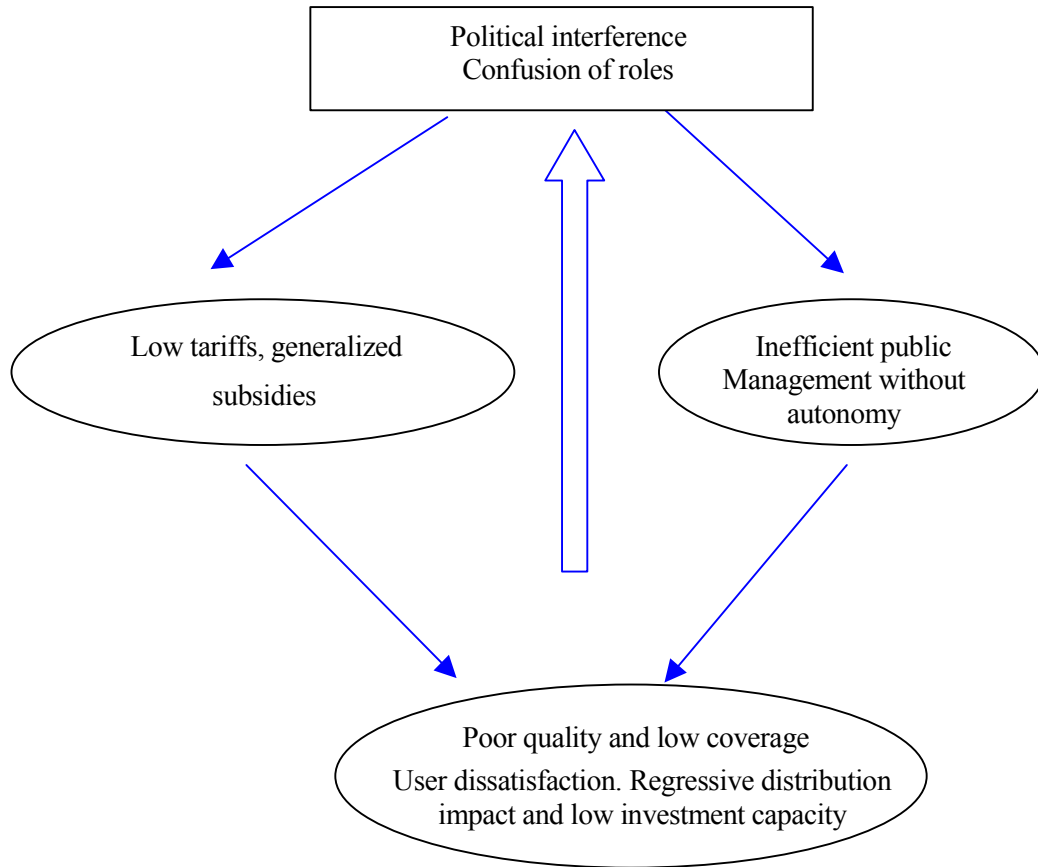 Political interference
Confusion of roles
Low tariffs, generalized
subsidies
Inefficient public
Management without
autonomy
Poor quality and low coverage
User dissatisfaction. Regressive distribution
impact and low investment capacity